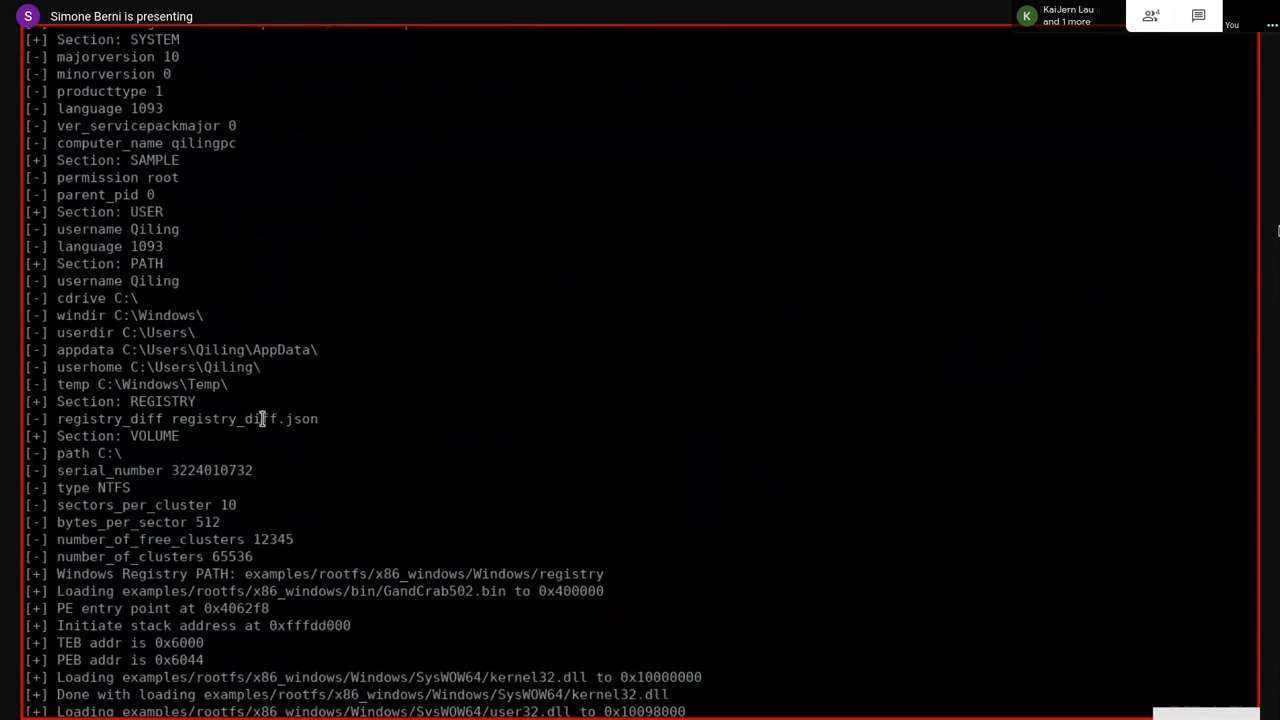 S Simone Berni is presenting
K KaiJern Lau
and 1 more
4
You
[+] Section: SYSTEM
[-] majorversion 10
[-] minorversion 0
[-] producttype 1
[-] language 1093
[-] ver_servicepackmajor 0
[-] computer_name qilingpc
[+] Section: SAMPLE
[-] permission root
[-] parent_pid 0
[+] Section: USER
[-] username Qiling
[-] language 1093
[+] Section: PATH
[-] username Qiling
[-] cdrive C:\
[-] windir C:\Windows\
[-] userdir C:\Users\
[-] appdata C:\Users\Qiling\AppData\
[-] userhome C:\Users\Qiling\
[-] temp C:\Windows\Temp\
[+] Section: REGISTRY
[-] registry_diff registry_diff.json
[+] Section: VOLUME
[-] path C:\
[-] serial_number 3224010732
[-] type NTFS
[-] sectors_per_cluster 10
[-] bytes_per_sector 512
[-] number_of_free_clusters 12345
[-] number_of_clusters 65536
[+] Windows Registry PATH: examples/rootfs/x86_windows/Windows/registry
[+] Loading examples/rootfs/x86_windows/bin/GandCrab502.bin to 0x400000
[+] PE entry point at 0x4062f8
[+] Initiate stack address at 0xfffdd000
[+] TEB addr is 0x6000
[+] PEB addr is 0x6044
[+] Loading examples/rootfs/x86_windows/Windows/SysWOW64/kernel32.dll to 0x10000000
[+] Done with loading examples/rootfs/x86_windows/Windows/SysWOW64/kernel32.dll
[+] Loading examples/rootfs/x86_windows/Windows/SysWOW64/user32.dll to 0x10098000